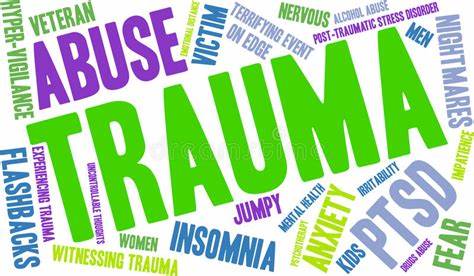 HYPER-VIGILANCE
VETERAN
ABUSE
EMOTIONAL DISTANCE
VICTIM
TERRIFYING EVENT
ON EDGE
NERVOUS
ALCOHOL ABUSE
POST-TRAUMATIC STRESS DISORDER
MEN
NIGHTMARES
TRAUMA
FLASHBACKS
EXPERIENCING TRAUMA
UNCONTROLLABLE THOUGHTS
WITNESSING TRAUMA
WOMEN
INSOMNIA
JUMPY
MENTAL HEALTH
PSYCHOTHERAPY
ANXIETY
IRRITABILITY
KIDS
PTSD
DRUGS ABUSE
FEAR
dreamstime